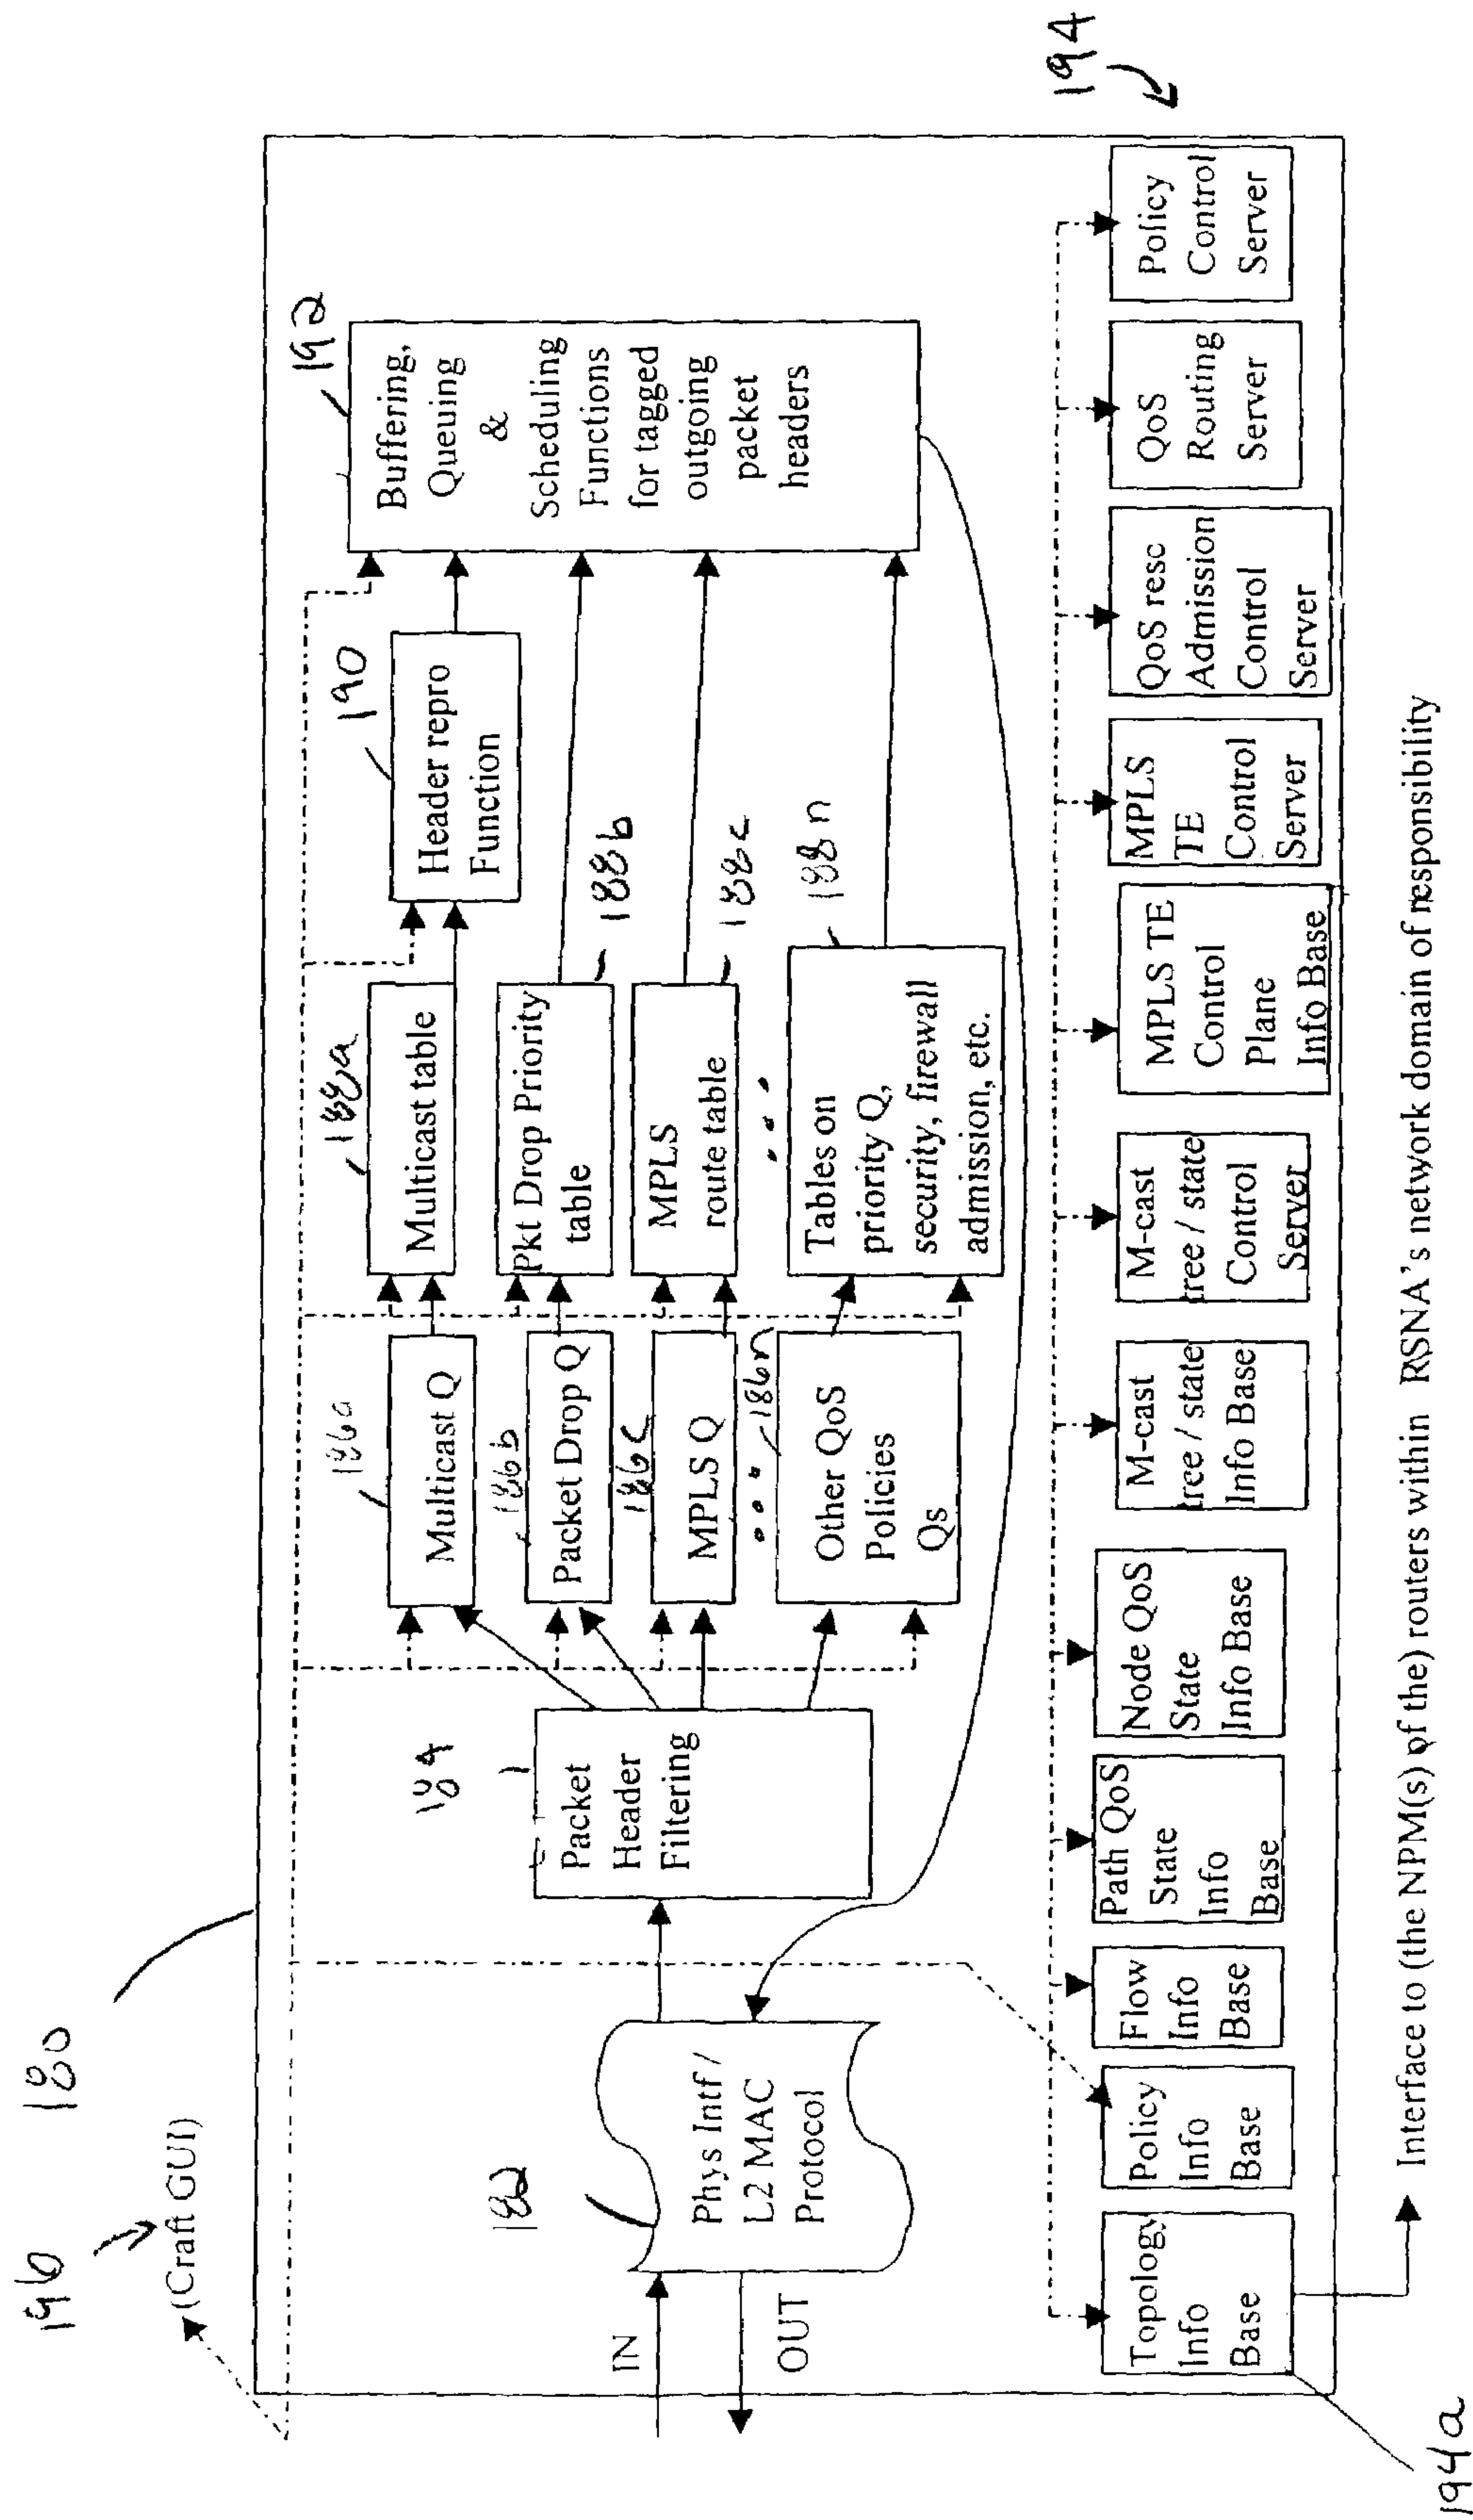 196
(Craft GUI)
180
194
192
Buffering,
Queuing
&
Scheduling
Functions
for tagged
outgoing
packet
headers
190
Header repro
Function
188a
Multicast table
188b
Pkt Drop Priority
table
188c
MPLS
route table
...
188n
Tables on
priority Q,
security, firewall
admission, etc.
186a
Multicast Q
186b
Packet Drop Q
186c
MPLS Q
...
186n
Other QoS
Policies
Qs
184
Packet
Header
Filtering
182
Phys Intf /
L2 MAC
Protocol
IN
OUT
Topology
Info
Base
Policy
Info
Base
Flow
Info
Base
Path QoS
State
Info
Base
Node QoS
State
Info Base
M-cast
tree / state
Info Base
M-cast
tree / state
Control
Server
MPLS TE
Control
Plane
Info Base
MPLS
TE
Control
Server
QoS resc
Admission
Control
Server
QoS
Routing
Server
Policy
Control
Server
194a
Interface to (the NPM(s) of the) routers within RSNA's network domain of responsibility